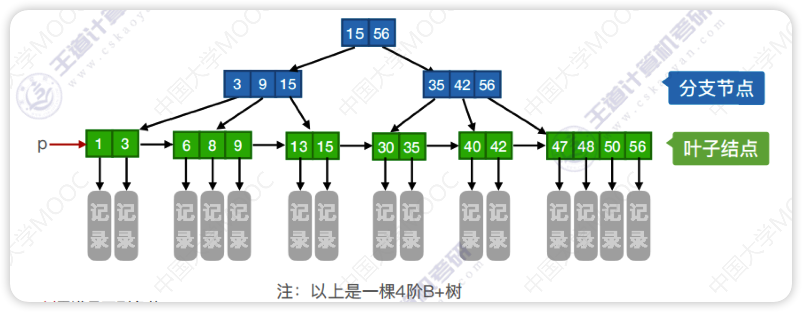 15 56
3 9 15
35 42 56
分支节点
p
1 3
6 8 9
13 15
30 35
40 42
47 48 50 56
叶子结点
记录 记录 记录 记录 记录 记录 记录 记录 记录 记录 记录 记录 记录 记录 记录
注：以上是一棵4阶B+树
王道计算机考研
www.cskaoyan.com
中国大学MOOC